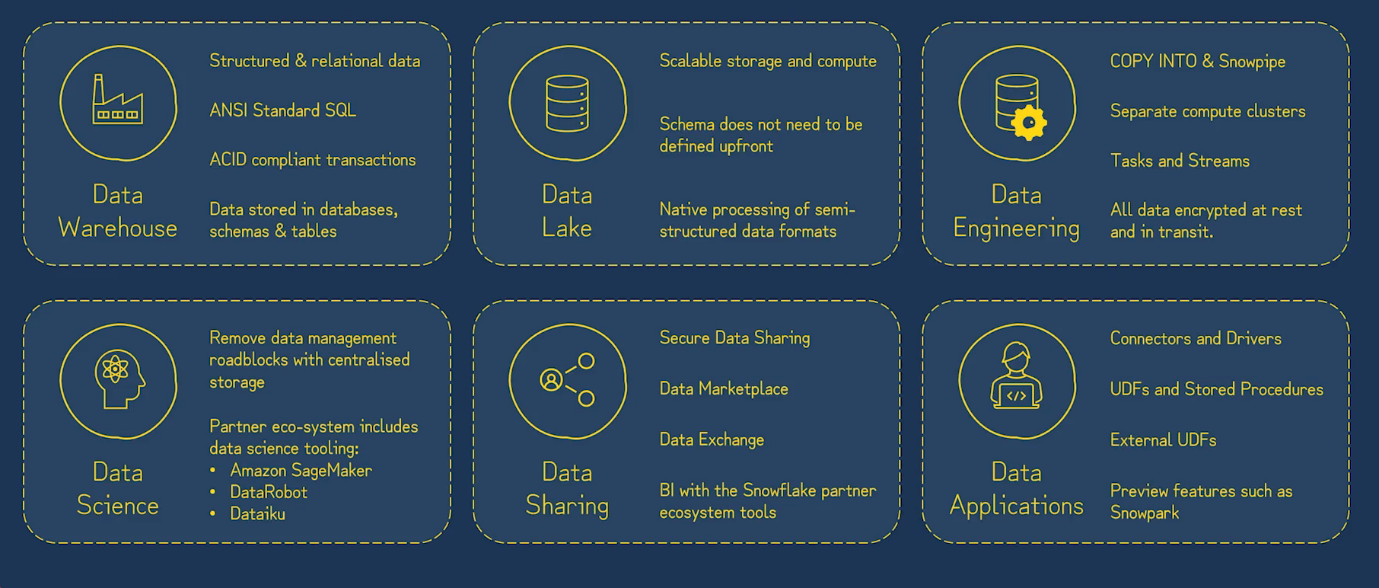 Structured & relational data
ANSI Standard SQL
ACID compliant transactions
Data stored in databases,
schemas & tables
Data
Warehouse
Scalable storage and compute
Schema does not need to be
defined upfront
Native processing of semi-
structured data formats
Data
Lake
COPY INTO & Snowpipe
Separate compute clusters
Tasks and Streams
All data encrypted at rest
and in transit.
Data
Engineering
Remove data management
roadblocks with centralised
storage
Partner eco-system includes
data science tooling:
• Amazon SageMaker
• DataRobot
• Dataiku
Data
Science
Secure Data Sharing
Data Marketplace
Data Exchange
BI with the Snowflake partner
ecosystem tools
Data
Sharing
Connectors and Drivers
UDFs and Stored Procedures
External UDFs
Preview features such as
Snowpark
Data
Applications